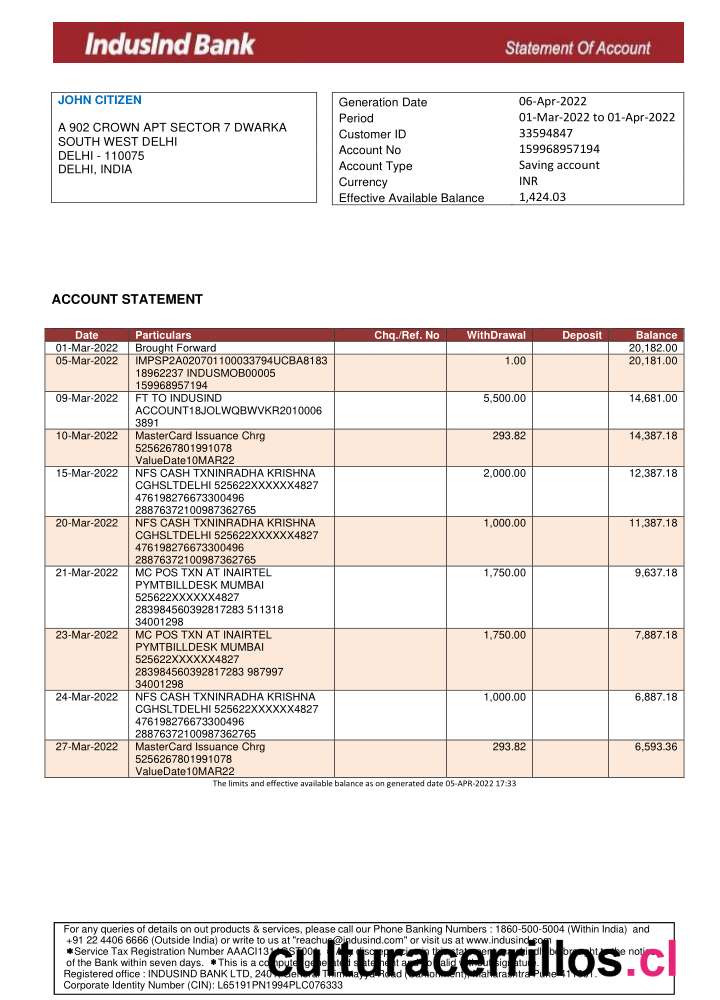 IndusInd Bank
Statement Of Account
JOHN CITIZEN
A 902 CROWN APT SECTOR 7 DWARKA
SOUTH WEST DELHI
DELHI - 110075
DELHI, INDIA
Generation Date 06-Apr-2022
Period 01-Mar-2022 to 01-Apr-2022
Customer ID 33594847
Account No 159968957194
Account Type Saving account
Currency INR
Effective Available Balance 1,424.03
ACCOUNT STATEMENT
Date Particulars Chq./Ref. No WithDrawal Deposit Balance
01-Mar-2022 Brought Forward 20,182.00
05-Mar-2022 IMPSP2A020701100033794UCBA8183 1.00 20,181.00
18962237 INDUSMOB00005
159968957194
09-Mar-2022 FT TO INDUSIND 5,500.00 14,681.00
ACCOUNT18JOLWQBWVKR2010006
3891
10-Mar-2022 MasterCard Issuance Chrg 293.82 14,387.18
5256267801991078
ValueDate10MAR22
15-Mar-2022 NFS CASH TXNINRADHA KRISHNA 2,000.00 12,387.18
CGHSLTDELHI 525622XXXXXX4827
476198276673300496
28876372100987362765
20-Mar-2022 NFS CASH TXNINRADHA KRISHNA 1,000.00 11,387.18
CGHSLTDELHI 525622XXXXXX4827
476198276673300496
28876372100987362765
21-Mar-2022 MC POS TXN AT INAIRTEL 1,750.00 9,637.18
PYMTBILLDESK MUMBAI
525622XXXXXX4827
283984560392817283 511318
34001298
23-Mar-2022 MC POS TXN AT INAIRTEL 1,750.00 7,887.18
PYMTBILLDESK MUMBAI
525622XXXXXX4827
283984560392817283 987997
34001298
24-Mar-2022 NFS CASH TXNINRADHA KRISHNA 1,000.00 6,887.18
CGHSLTDELHI 525622XXXXXX4827
476198276673300496
28876372100987362765
27-Mar-2022 MasterCard Issuance Chrg 293.82 6,593.36
5256267801991078
ValueDate10MAR22
The limits and effective available balance as on generated date 05-APR-2022 17:33
For any queries of details on out products & services, please call our Phone Banking Numbers : 1860-500-5004 (Within India) and
+91 22 4406 6666 (Outside India) or write to us at "reachus@indusind.com" or visit us at www.indusind.com
✱Service Tax Registration Number in this be brought to the notice
of the Bank within seven days. ✱This is a computer generated statement and valid without signature.
Registered office : INDUSIND BANK LTD, Road Maharashtra Pune
Corporate Identity Number (CIN): L65191PN1994PLC076333
culturacerrillos.cl